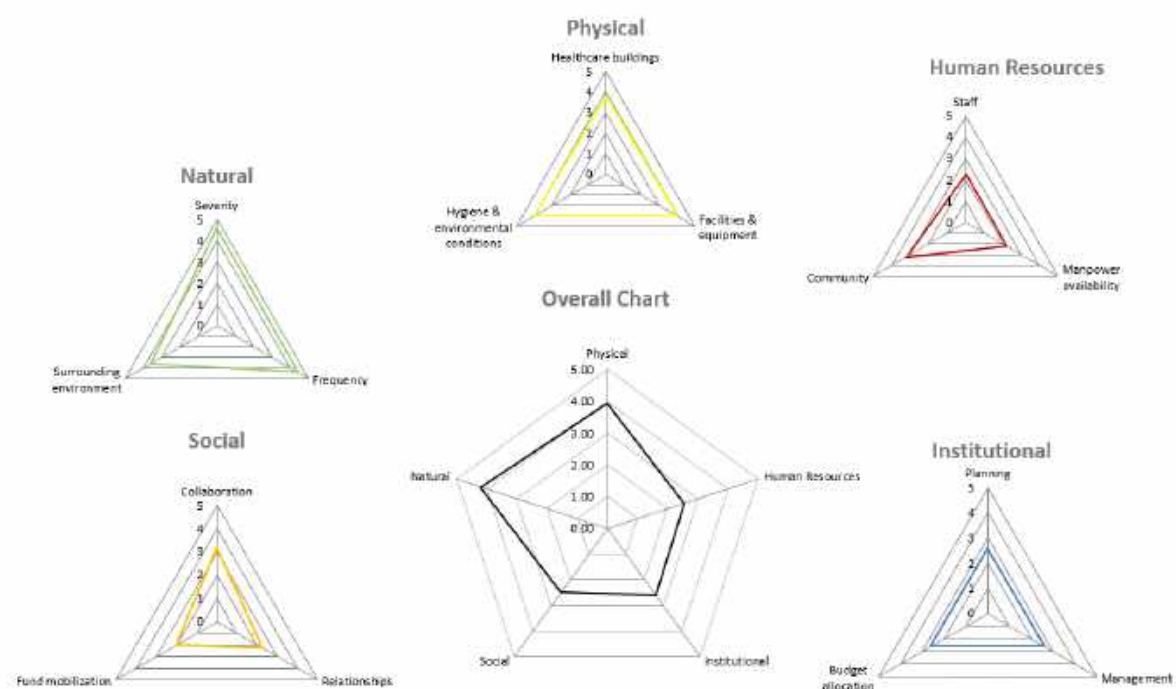 Physical
Healthcare buildings
5
4
3
2
1
0
Hygiene &
environmental
conditions
Facilities &
equipment
Human Resources
Staff
5
4
3
2
1
0
Community
Manpower
availability
Natural
Severity
5
4
3
2
1
0
Surrounding
environment
Frequency
Overall Chart
Physical
5.00
4.00
3.00
2.00
1.00
0.00
Natural
Human Resources
Social
Institutional
Social
Collaboration
5
4
3
2
1
0
Fund mobilization
Relationships
Institutional
Planning
5
4
3
2
1
0
Budget
allocation
Management